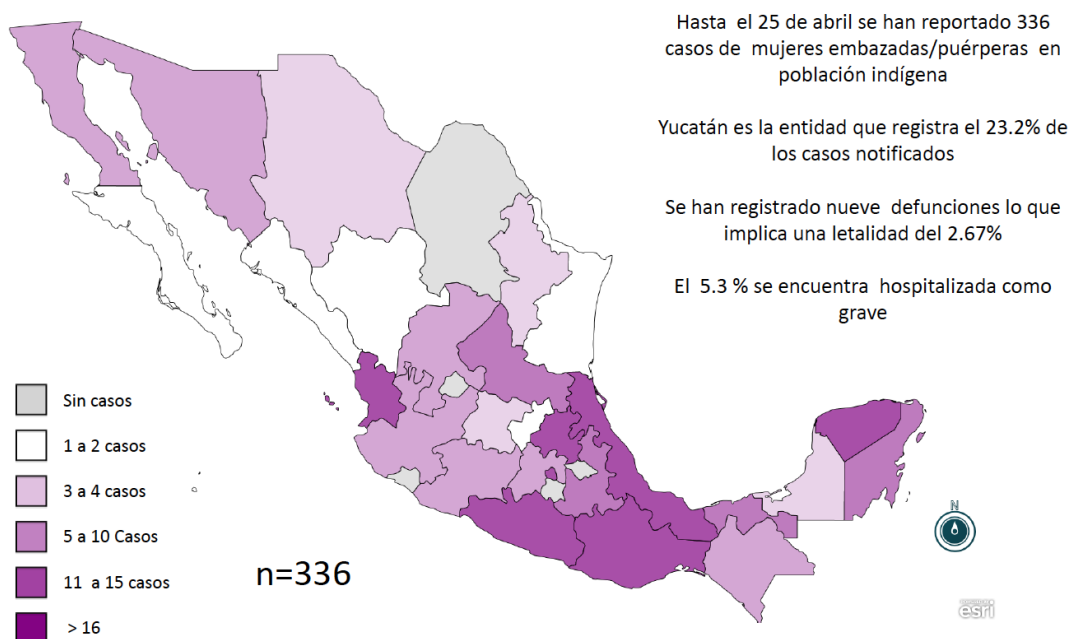 Hasta el 25 de abril se han reportado 336
casos de mujeres embazadas/puérperas en
población indígena
Yucatán es la entidad que registra el 23.2% de
los casos notificados
Se han registrado nueve defunciones lo que
implica una letalidad del 2.67%
El 5.3 % se encuentra hospitalizada como
grave
Sin casos
1 a 2 casos
3 a 4 casos
5 a 10 Casos
11 a 15 casos
> 16
n=336
N
esri